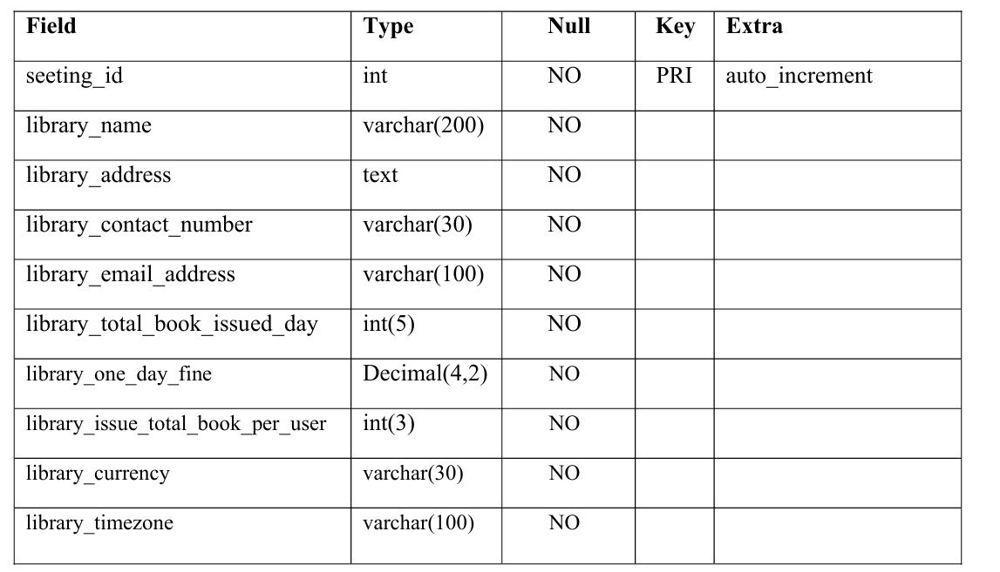 Field Type Null Key Extra
seeting_id int NO PRI auto_increment
library_name varchar(200) NO
library_address text NO
library_contact_number varchar(30) NO
library_email_address varchar(100) NO
library_total_book_issued_day int(5) NO
library_one_day_fine Decimal(4,2) NO
library_issue_total_book_per_user int(3) NO
library_currency varchar(30) NO
library_timezone varchar(100) NO